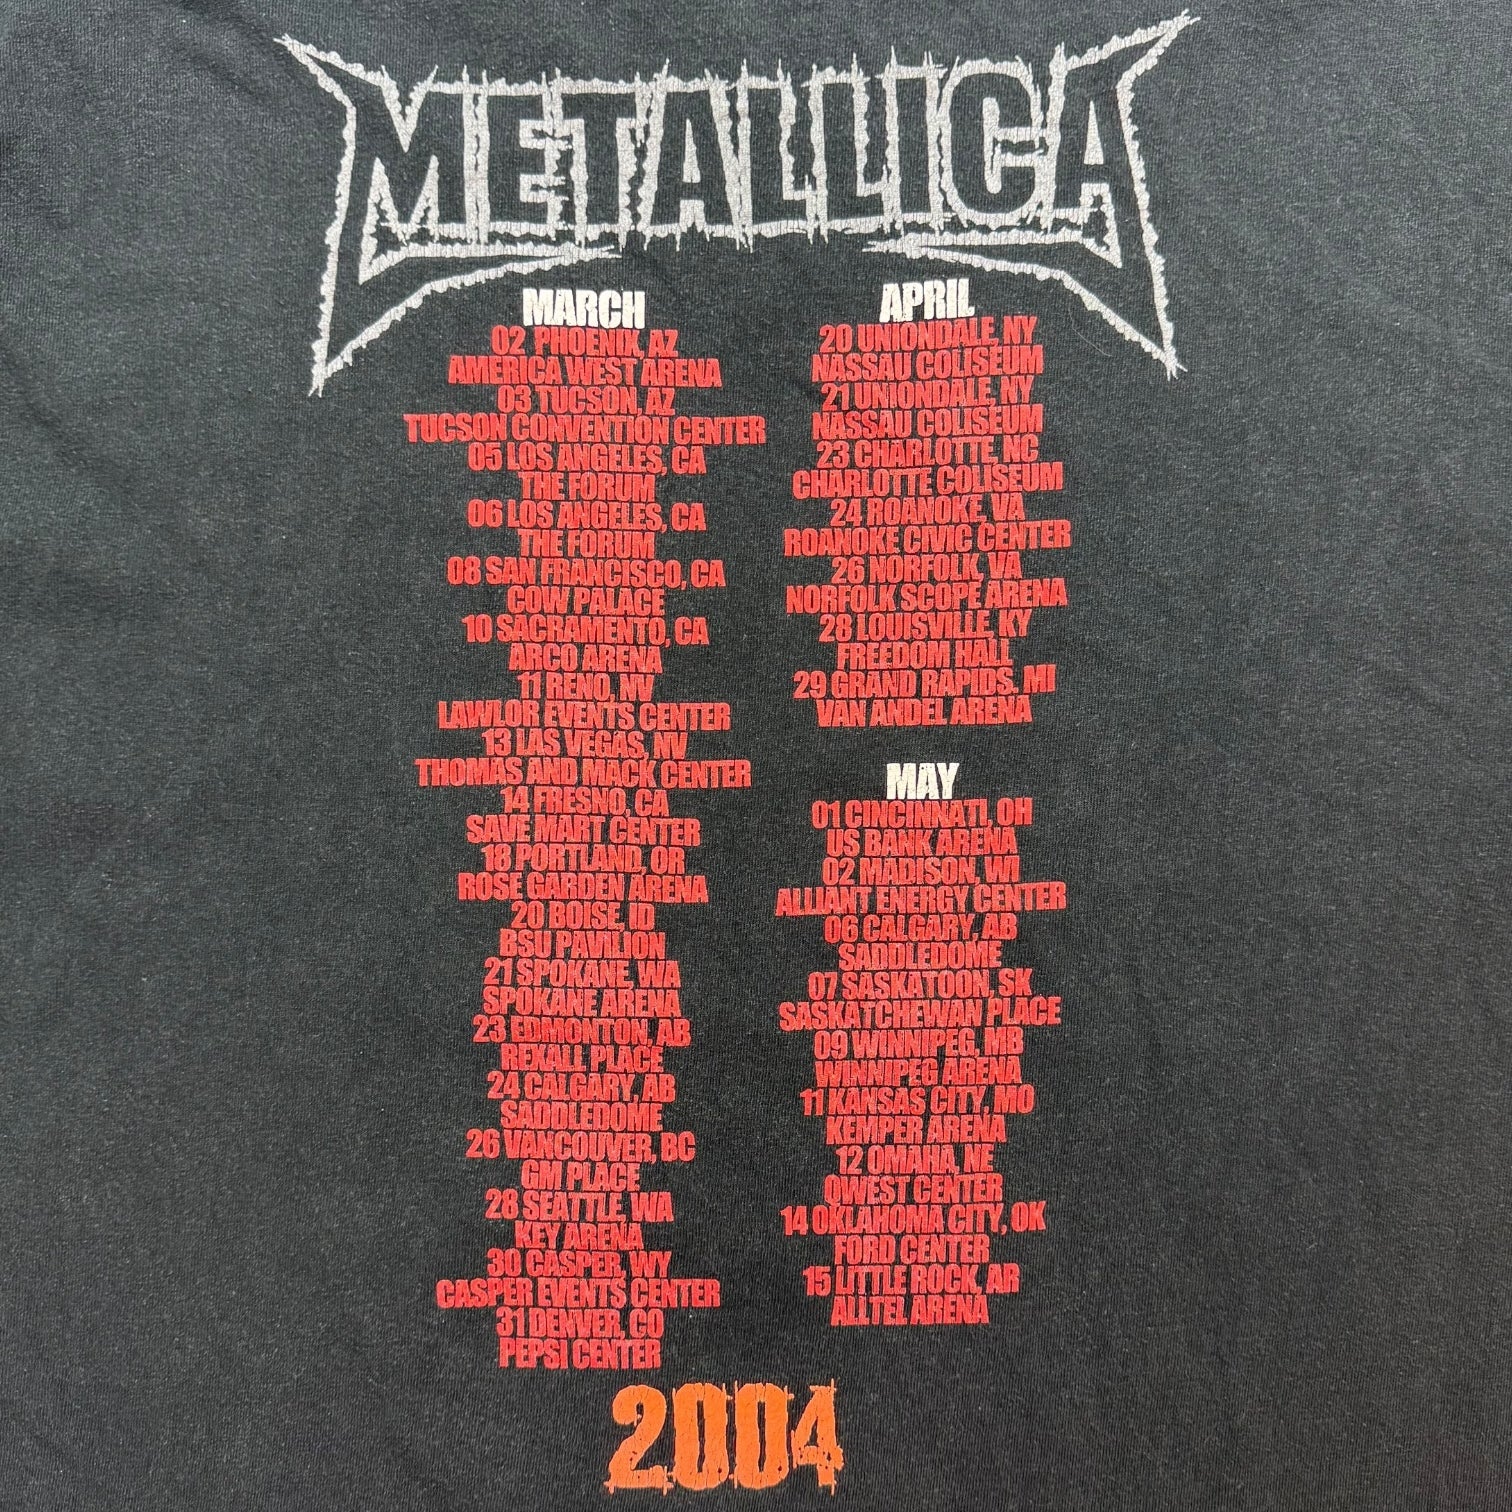 METALLICA
MARCH
02 PHOENIX, AZ
AMERICA WEST ARENA
03 TUCSON, AZ
TUCSON CONVENTION CENTER
05 LOS ANGELES, CA
THE FORUM
06 LOS ANGELES, CA
THE FORUM
08 SAN FRANCISCO, CA
COW PALACE
10 SACRAMENTO, CA
ARCO ARENA
11 RENO, NV
LAWLOR EVENTS CENTER
13 LAS VEGAS, NV
THOMAS AND MACK CENTER
14 FRESNO, CA
SAVE MART CENTER
18 PORTLAND, OR
ROSE GARDEN ARENA
20 BOISE, ID
BSU PAVILION
21 SPOKANE, WA
SPOKANE ARENA
23 EDMONTON, AB
REXALL PLACE
24 CALGARY, AB
SADDLEDOME
26 VANCOUVER, BC
GM PLACE
28 SEATTLE, WA
KEY ARENA
30 CASPER, WY
CASPER EVENTS CENTER
31 DENVER, CO
PEPSI CENTER
APRIL
20 UNIONDALE, NY
NASSAU COLISEUM
21 UNIONDALE, NY
NASSAU COLISEUM
23 CHARLOTTE, NC
CHARLOTTE COLISEUM
24 ROANOKE, VA
ROANOKE CIVIC CENTER
26 NORFOLK, VA
NORFOLK SCOPE ARENA
28 LOUISVILLE, KY
FREEDOM HALL
29 GRAND RAPIDS, MI
VAN ANDEL ARENA
MAY
01 CINCINNATI, OH
US BANK ARENA
02 MADISON, WI
ALLIANT ENERGY CENTER
06 CALGARY, AB
SADDLEDOME
07 SASKATOON, SK
SASKATCHEWAN PLACE
09 WINNIPEG, MB
WINNIPEG ARENA
11 KANSAS CITY, MO
KEMPER ARENA
12 OMAHA, NE
QWEST CENTER
14 OKLAHOMA CITY, OK
FORD CENTER
15 LITTLE ROCK, AR
ALLTEL ARENA
2004